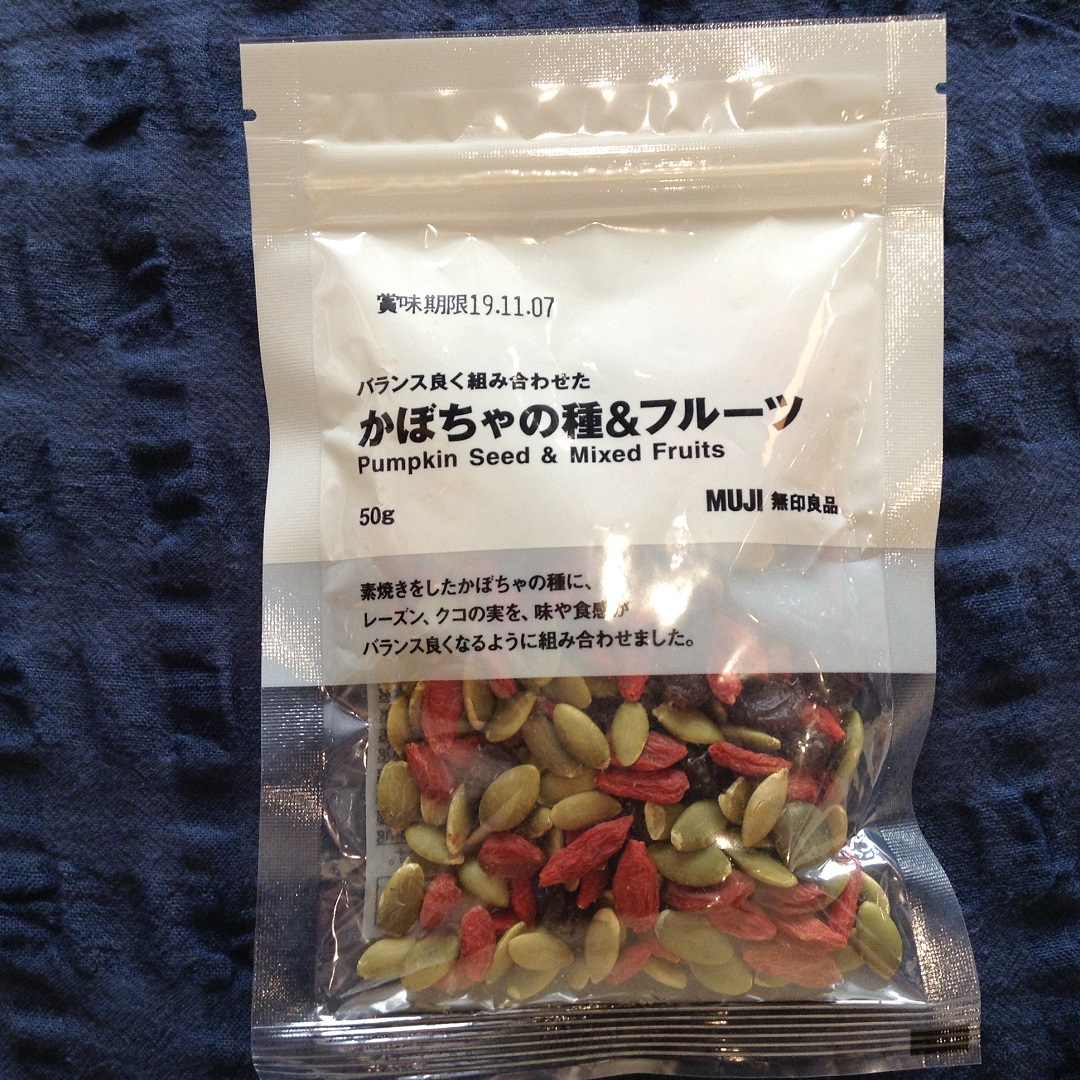 賞味期限19.11.07
バランス良く組み合わせた
かぼちゃの種&フルーツ
Pumpkin Seed & Mixed Fruits
50g
MUJI 無印良品
素焼きをしたかぼちゃの種に、
レーズン、クコの実を、味や食感が
バランス良くなるように組み合わせました。